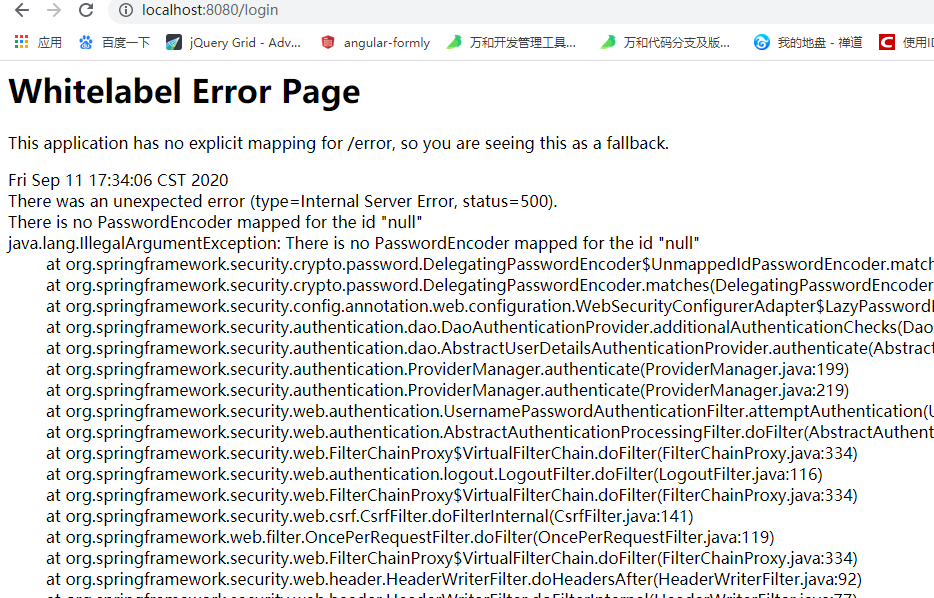 localhost:8080/login
应用 百度一下 jQuery Grid - Adv... angular-formly 万和开发管理工具... 万和代码分支及版... 我的地盘 - 禅道 使用ID
Whitelabel Error Page
This application has no explicit mapping for /error, so you are seeing this as a fallback.
Fri Sep 11 17:34:06 CST 2020
There was an unexpected error (type=Internal Server Error, status=500).
There is no PasswordEncoder mapped for the id "null"
java.lang.IllegalArgumentException: There is no PasswordEncoder mapped for the id "null"
at org.springframework.security.crypto.password.DelegatingPasswordEncoder$UnmappedIdPasswordEncoder.match
at org.springframework.security.crypto.password.DelegatingPasswordEncoder.matches(DelegatingPasswordEncoder
at org.springframework.security.config.annotation.web.configuration.WebSecurityConfigurerAdapter$LazyPasswordE
at org.springframework.security.authentication.dao.DaoAuthenticationProvider.additionalAuthenticationChecks(Dao
at org.springframework.security.authentication.dao.AbstractUserDetailsAuthenticationProvider.authenticate(Abstract
at org.springframework.security.authentication.ProviderManager.authenticate(ProviderManager.java:199)
at org.springframework.security.authentication.ProviderManager.authenticate(ProviderManager.java:219)
at org.springframework.security.web.authentication.UsernamePasswordAuthenticationFilter.attemptAuthentication(U
at org.springframework.security.web.authentication.AbstractAuthenticationProcessingFilter.doFilter(AbstractAuthent
at org.springframework.security.web.FilterChainProxy$VirtualFilterChain.doFilter(FilterChainProxy.java:334)
at org.springframework.security.web.authentication.logout.LogoutFilter.doFilter(LogoutFilter.java:116)
at org.springframework.security.web.FilterChainProxy$VirtualFilterChain.doFilter(FilterChainProxy.java:334)
at org.springframework.security.web.csrf.CsrfFilter.doFilterInternal(CsrfFilter.java:141)
at org.springframework.web.filter.OncePerRequestFilter.doFilter(OncePerRequestFilter.java:119)
at org.springframework.security.web.FilterChainProxy$VirtualFilterChain.doFilter(FilterChainProxy.java:334)
at org.springframework.security.web.header.HeaderWriterFilter.doHeadersAfter(HeaderWriterFilter.java:92)
at org.springframework.security.web.header.HeaderWriterFilter.doFilterInternal(HeaderWriterFilter.java:77)